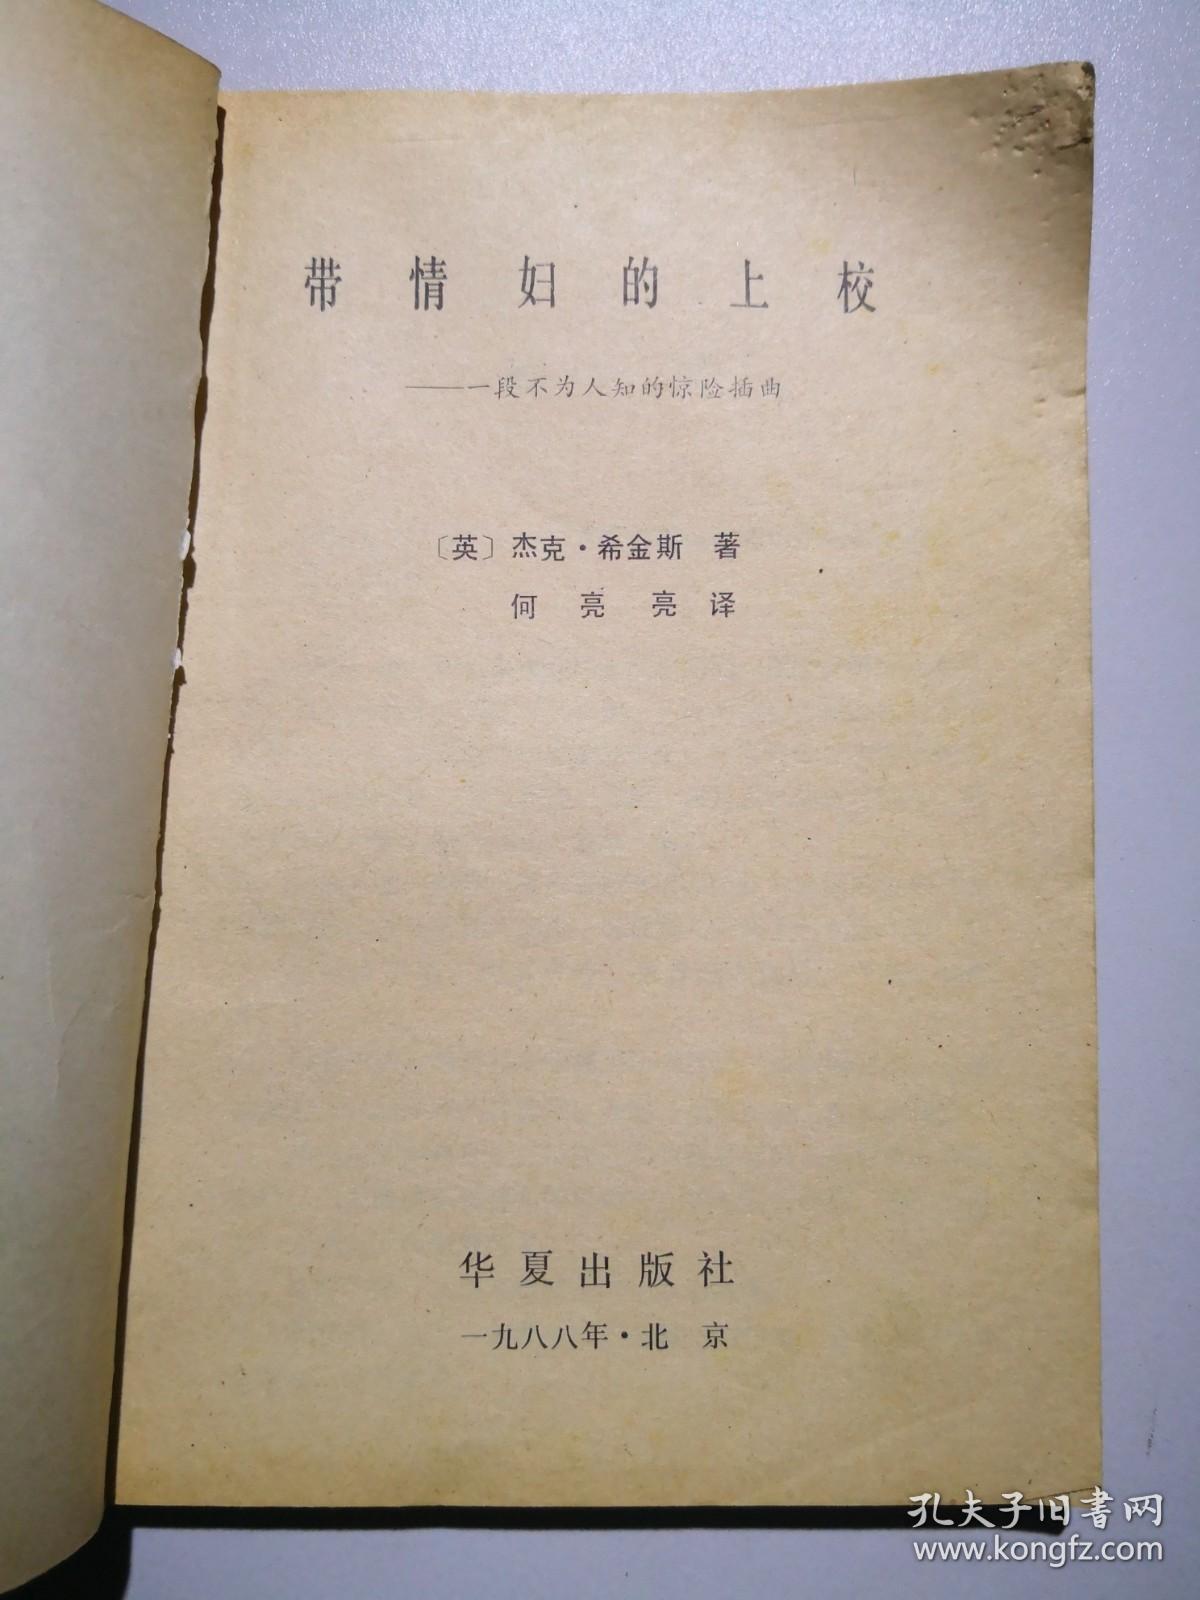 带情妇的上校
——一段不为人知的惊险插曲
〔英〕杰克·希金斯 著
何亮亮译
华夏出版社
一九八八年·北京
孔夫子旧书网
www.kongfz.com